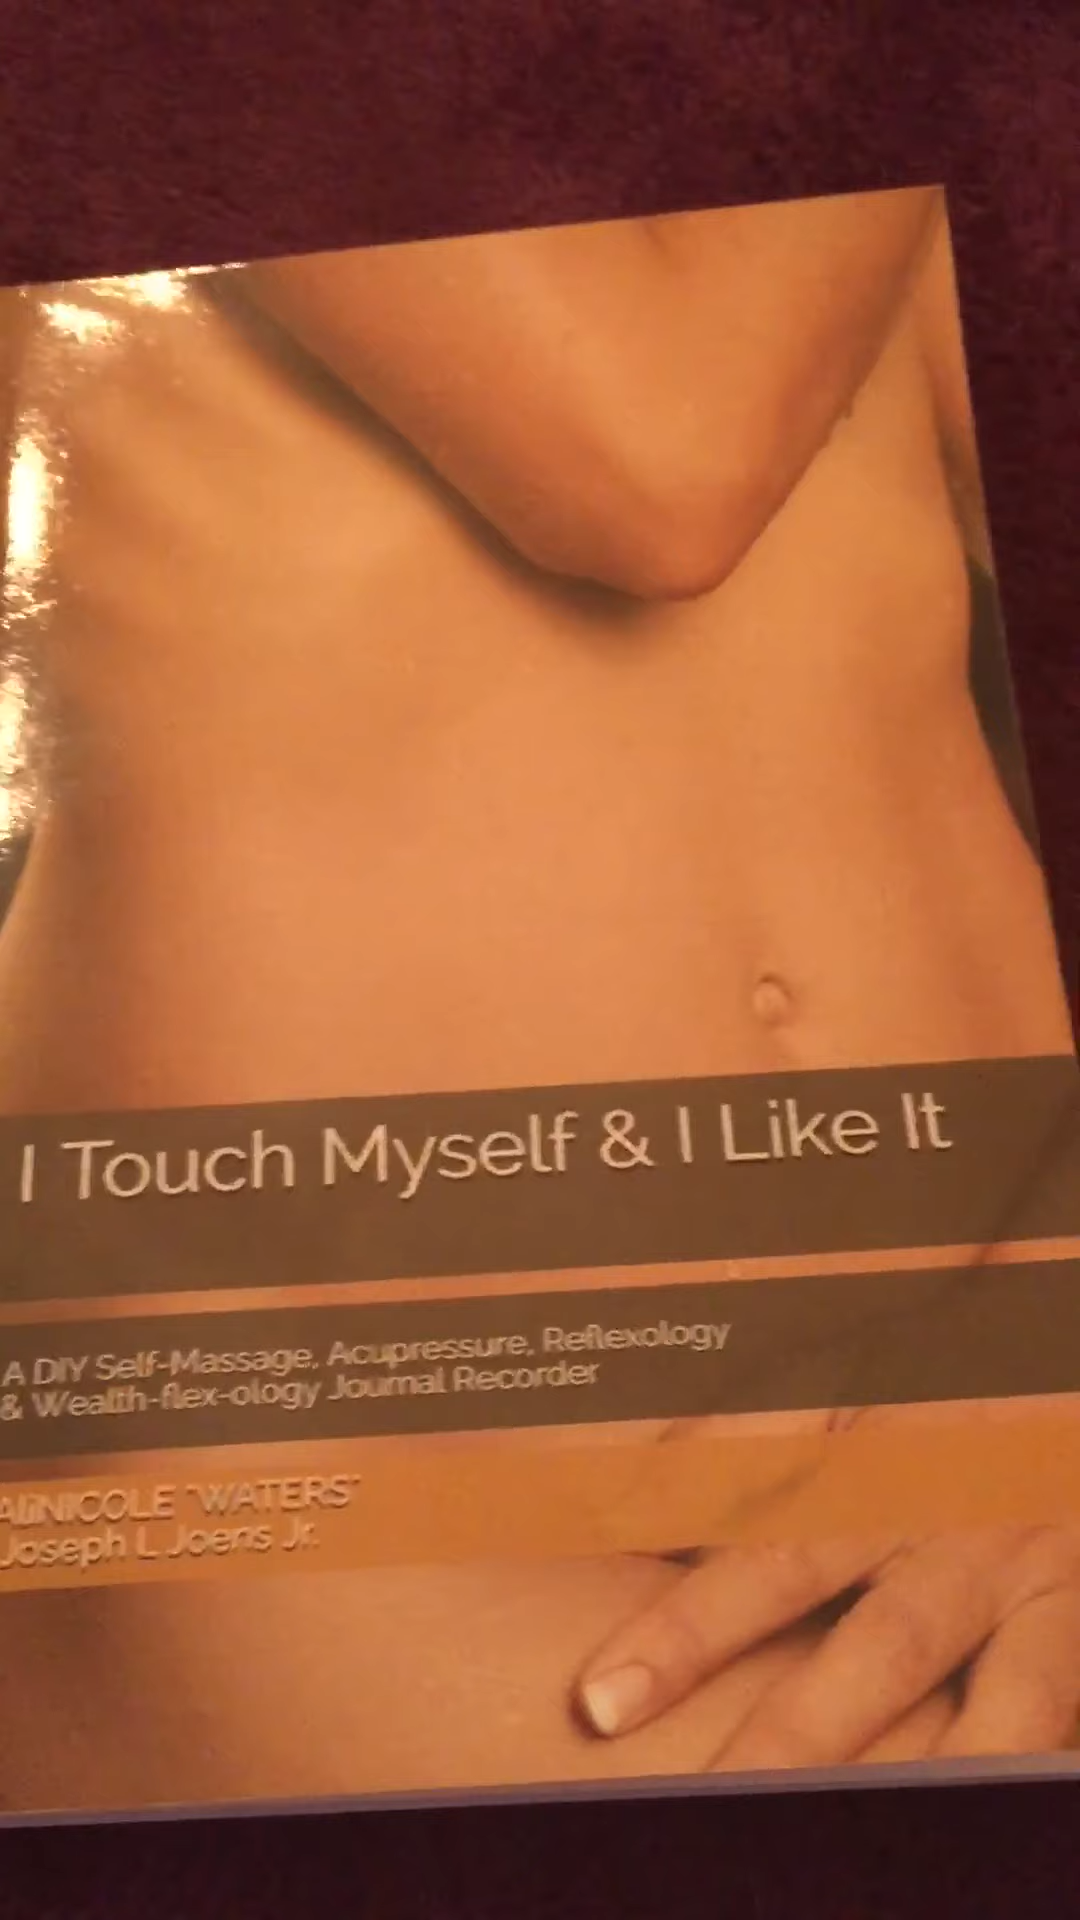 I Touch Myself & I Like It
A DIY Self-Massage, Acupressure, Reflexology
& Wealth-flex-ology Journal Recorder
"WATERS"
Joseph L Joens Jr.